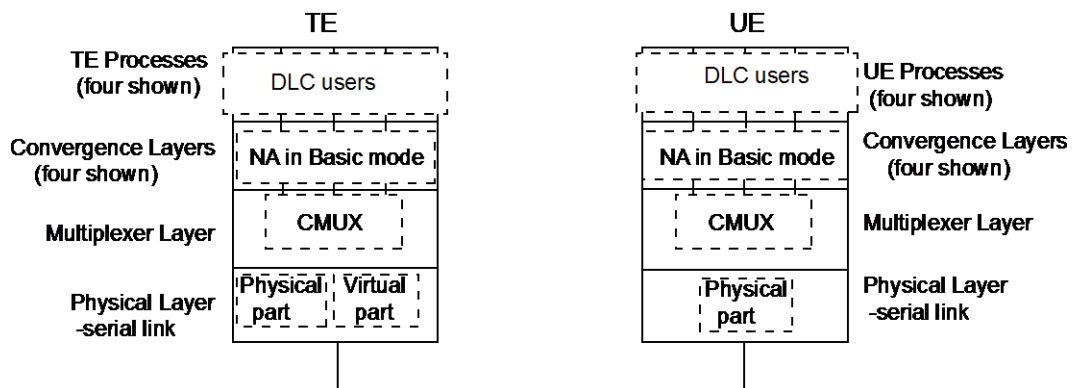 TE
UE
TE Processes
(four shown)
DLC users
DLC users
UE Processes
(four shown)
Convergence Layers
(four shown)
NA in Basic mode
NA in Basic mode
Convergence Layers
(four shown)
Multiplexer Layer
CMUX
CMUX
Multiplexer Layer
Physical Layer
-serial link
Physical
part
Virtual
part
Physical
part
Physical Layer
-serial link